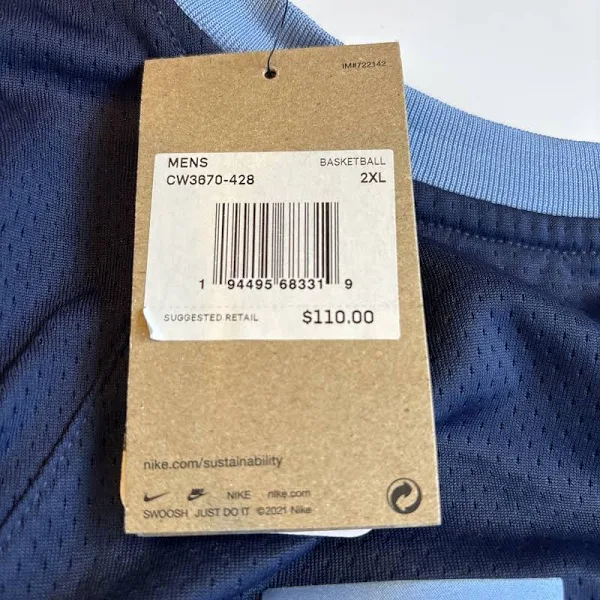 IM#722142
MENS BASKETBALL
CW3670-428 2XL
1 94495 68331 9
SUGGESTED RETAIL $110.00
nike.com/sustainability
NIKE nike.com
SWOOSH JUST DO IT ©2021 Nike